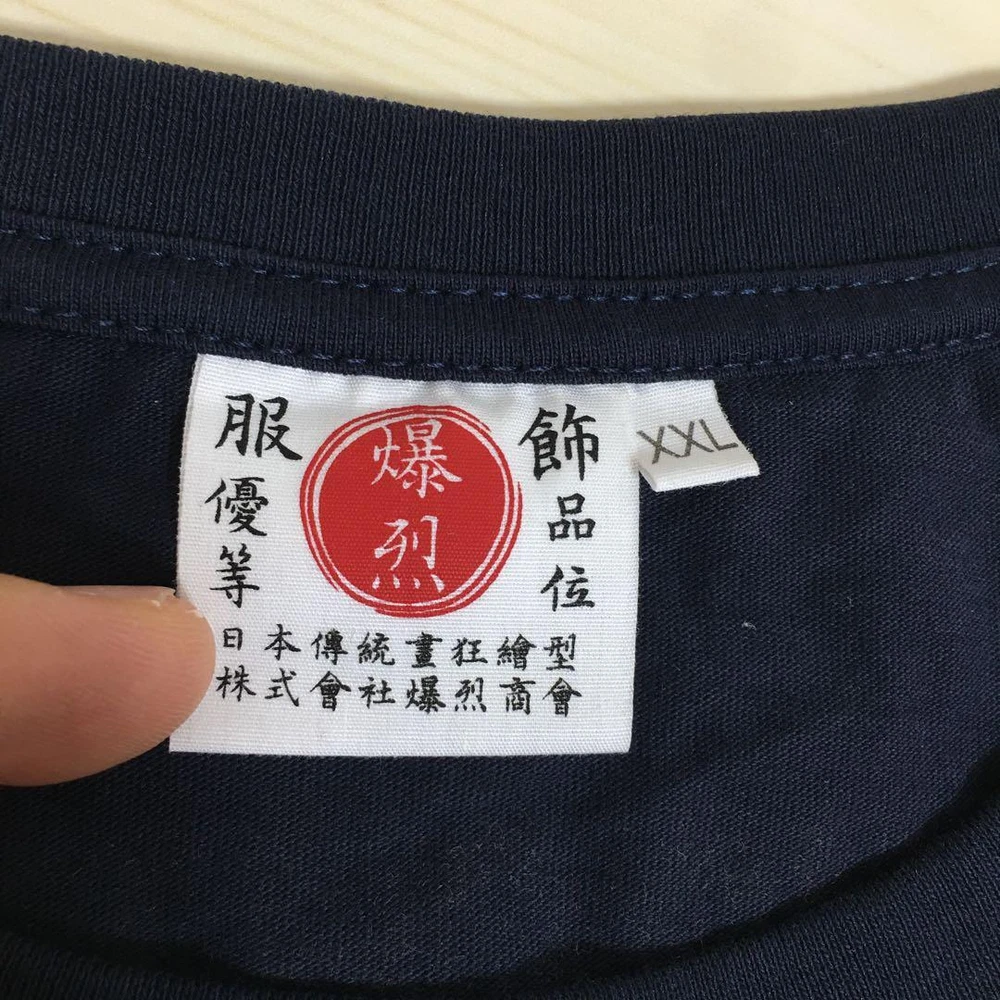 服飾
優品
等位
爆烈
XXL
日本傳統畫狂繪型
株式會社爆烈商會